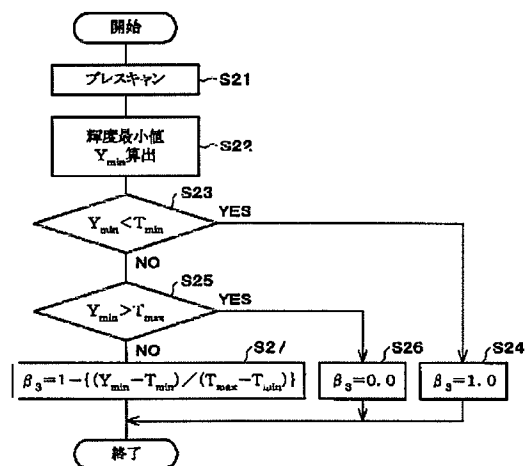 開始
プレスキャン
S21
輝度最小値
Ymin算出
S22
S23
Ymin<Tmin
YES
NO
S25
Ymin>Tmax
YES
NO
S27
β3=1-{(Ymin-Tmin)/(Tmax-Tmin)}
S26
β3=0.0
S24
β3=1.0
終了